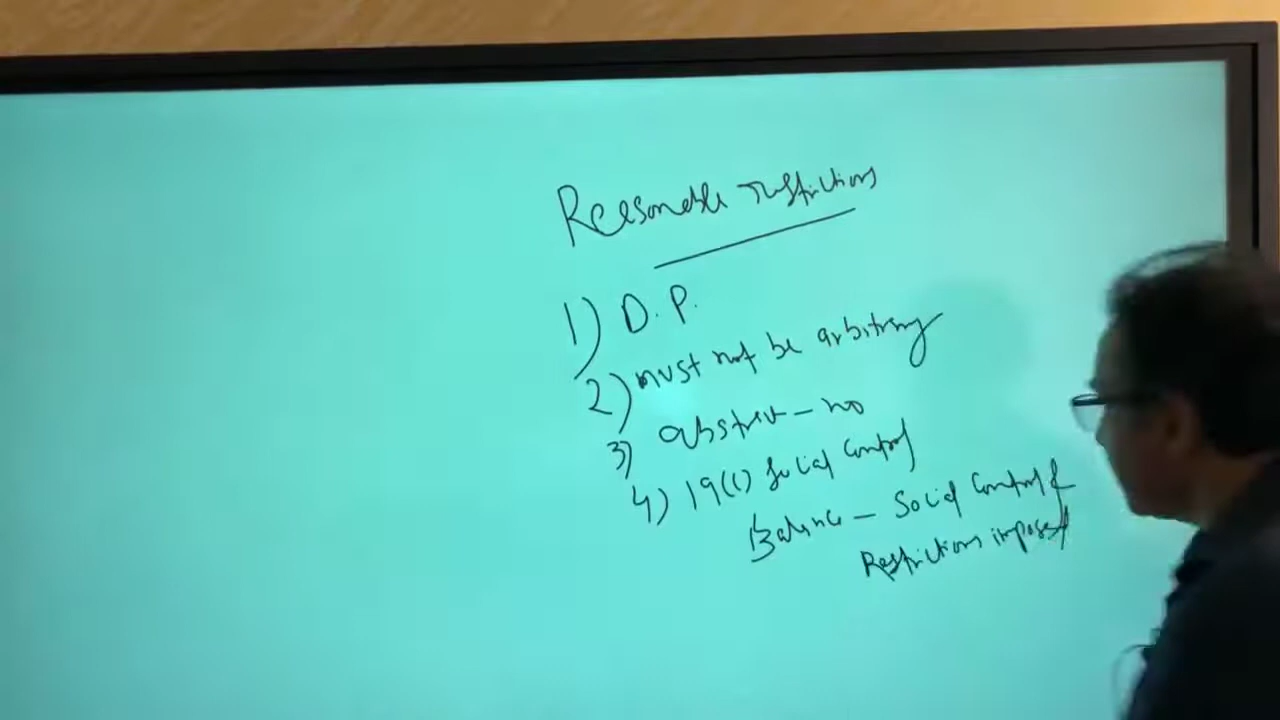 Reasonable restrictions
1) D.P.
2) must not be arbitrary
3) abstract - no
4) 19(1) Social Control
Balance - Social Control &
Restrictions imposed